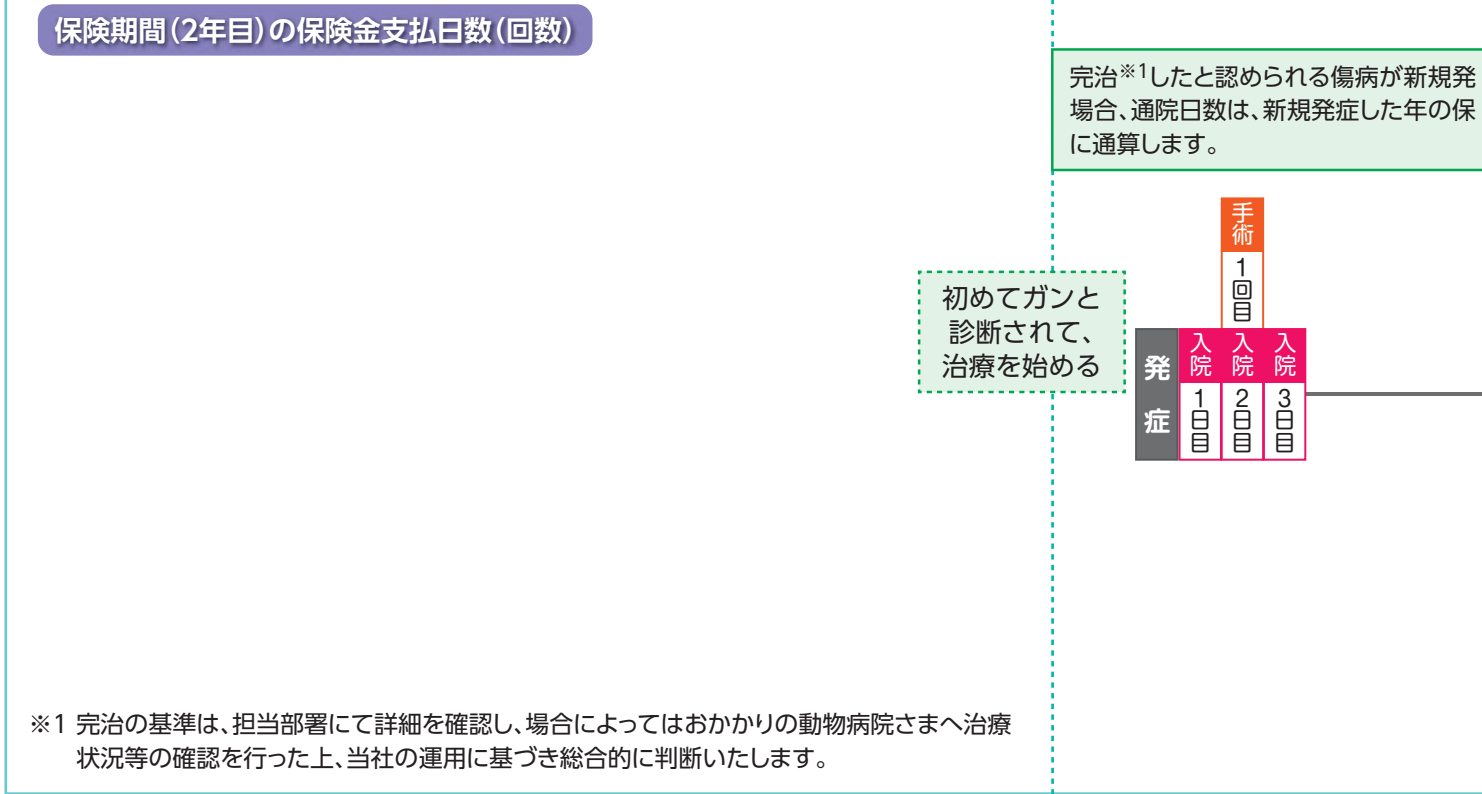 保険期間(2年目)の保険金支払日数(回数)
完治※1したと認められる傷病が新規発
場合、通院日数は、新規発症した年の保
に通算します。
手術
1回目
初めてガンと
診断されて、
治療を始める
発症
入院 入院 入院
1日目 2日目 3日目
※1 完治の基準は、担当部署にて詳細を確認し、場合によってはおかかりの動物病院さまへ治療
状況等の確認を行った上、当社の運用に基づき総合的に判断いたします。